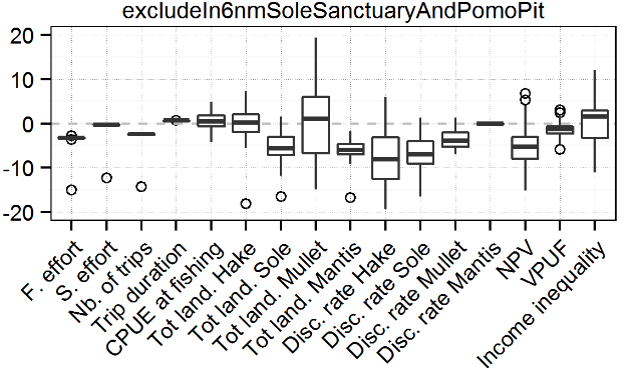 excludeIn6nmSoleSanctuaryAndPomoPit
20
10
0
-10
-20
F. effort
S. effort
Nb. of trips
Trip duration
CPUE at fishing
Tot land. Hake
Tot land. Sole
Tot land. Mullet
Tot land. Mantis
Disc. rate Hake
Disc. rate Sole
Disc. rate Mullet
Disc. rate Mantis
NPV
VPUF
Income inequality